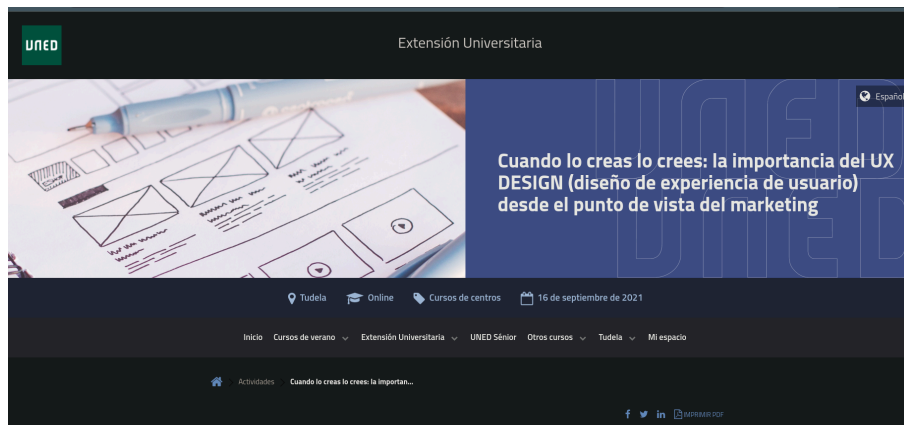 UNED
Extensión Universitaria
Español
Cuando lo creas lo crees: la importancia del UX
DESIGN (diseño de experiencia de usuario)
desde el punto de vista del marketing
Tudela Online Cursos de centros 16 de septiembre de 2021
Inicio Cursos de verano Extensión Universitaria UNED Sénior Otros cursos Tudela Mi espacio
Actividades Cuando lo creas lo crees: la importan...
IMPRIMIR PDF